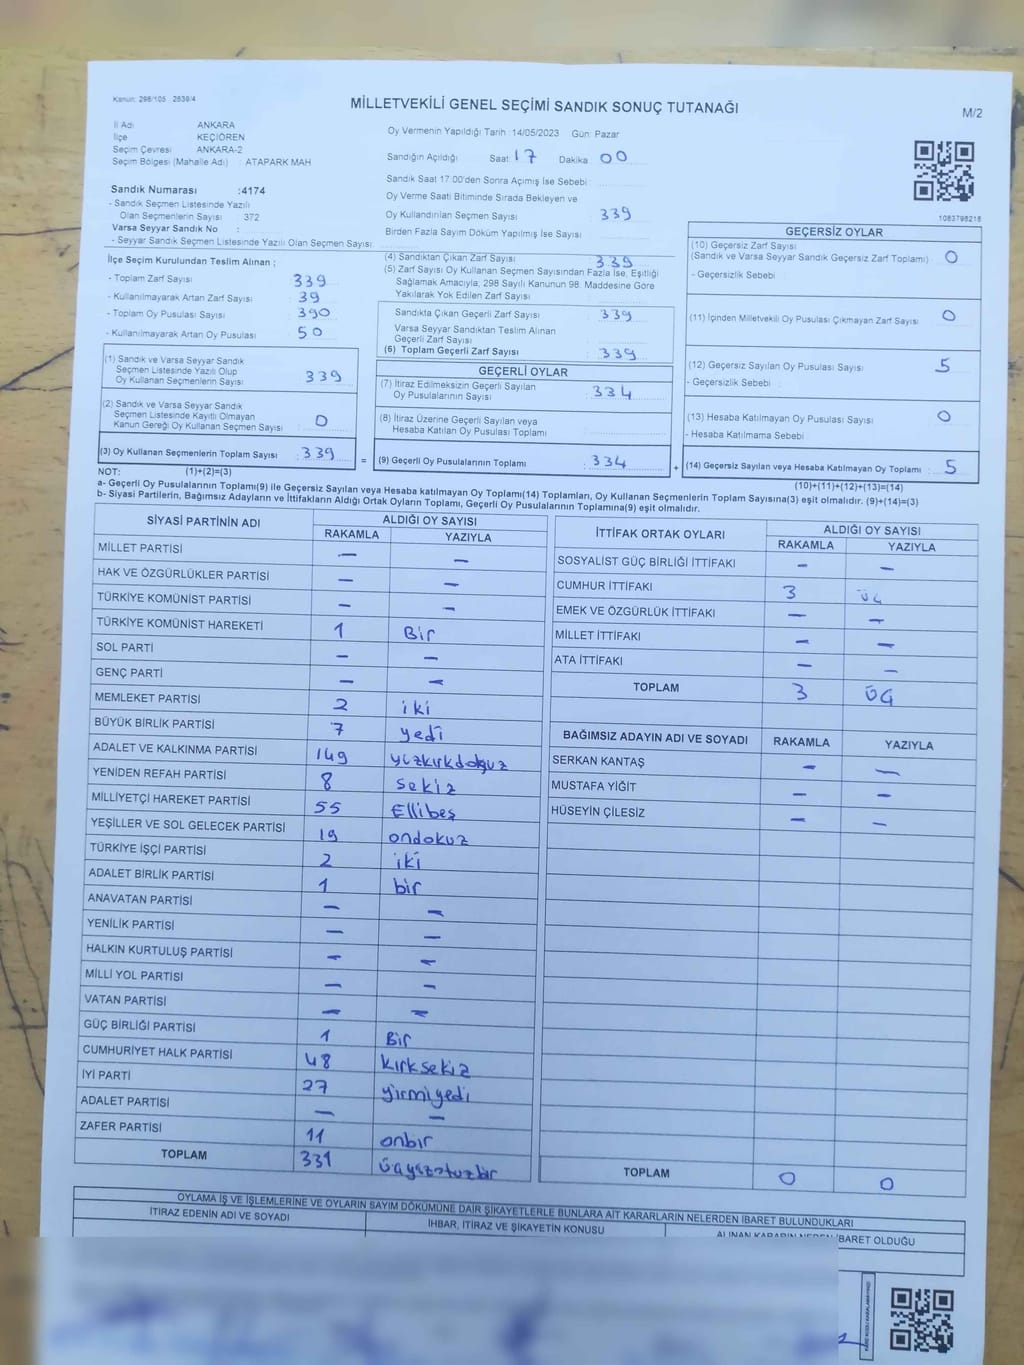 Kanun: 298/105 2839/4
MİLLETVEKİLİ GENEL SEÇİMİ SANDIK SONUÇ TUTANAĞI
M/2
İl Adı ANKARA
İlçe KEÇİÖREN
Seçim Çevresi ANKARA-2
Seçim Bölgesi (Mahalle Adı) : ATAPARK MAH
Sandık Numarası :4174
- Sandık Seçmen Listesinde Yazılı
Olan Seçmenlerin Sayısı : 372
Varsa Seyyar Sandık No :
- Seyyar Sandık Seçmen Listesinde Yazılı Olan Seçmen Sayısı:
Oy Vermenin Yapıldığı Tarih :14/05/2023 Gün: Pazar
Sandığın Açıldığı Saat 17 Dakika 00
Sandık Saat 17:00'den Sonra Açımış İse Sebebi :
Oy Verme Saati Bitiminde Sırada Bekleyen ve
Oy Kullandırılan Seçmen Sayısı : 339
Birden Fazla Sayım Döküm Yapılmış İse Sayısı
1083798218
İlçe Seçim Kurulundan Teslim Alınan ;
- Toplam Zarf Sayısı : 339
- Kullanılmayarak Artan Zarf Sayısı : 39
- Toplam Oy Pusulası Sayısı : 390
- Kullanılmayarak Artan Oy Pusulası : 50
(1) Sandık ve Varsa Seyyar Sandık
Seçmen Listesinde Yazılı Olup
Oy Kullanan Seçmenlerin Sayısı : 339
(2) Sandık ve Varsa Seyyar Sandık
Seçmen Listesinde Kayıtlı Olmayan
Kanun Gereği Oy Kullanan Seçmen Sayısı : 0
(3) Oy Kullanan Seçmenlerin Toplam Sayısı : 339
(4) Sandıktan Çıkan Zarf Sayısı : 339
(5) Zarf Sayısı Oy Kullanan Seçmen Sayısından Fazla İse, Eşitliği
Sağlamak Amacıyla, 298 Sayılı Kanunun 98. Maddesine Göre
Yakılarak Yok Edilen Zarf Sayısı :
Sandıkta Çıkan Geçerli Zarf Sayısı : 339
Varsa Seyyar Sandıktan Teslim Alınan
Geçerli Zarf Sayısı
(6) Toplam Geçerli Zarf Sayısı : 339
GEÇERLİ OYLAR
(7) İtiraz Edilmeksizin Geçerli Sayılan
Oy Pusulalarının Sayısı : 334
(8) İtiraz Üzerine Geçerli Sayılan veya
Hesaba Katılan Oy Pusulası Toplamı :
= (9) Geçerli Oy Pusulalarının Toplamı : 334
GEÇERSİZ OYLAR
(10) Geçersiz Zarf Sayısı
(Sandık ve Varsa Seyyar Sandık Geçersiz Zarf Toplamı) : 0
- Geçersizlik Sebebi
(11) İçinden Milletvekili Oy Pusulası Çıkmayan Zarf Sayısı : 0
(12) Geçersiz Sayılan Oy Pusulası Sayısı : 5
- Geçersizlik Sebebi
(13) Hesaba Katılmayan Oy Pusulası Sayısı : 0
- Hesaba Katılmama Sebebi
+ (14) Geçersiz Sayılan veya Hesaba Katılmayan Oy Toplamı : 5
NOT: (1)+(2)=(3)
(10)+(11)+(12)+(13)=(14)
a- Geçerli Oy Pusulalarının Toplamı(9) ile Geçersiz Sayılan veya Hesaba katılmayan Oy Toplamı(14) Toplamları, Oy Kullanan Seçmenlerin Toplam Sayısına(3) eşit olmalıdır. (9)+(14)=(3)
b- Siyasi Partilerin, Bağımsız Adayların ve İttifakların Aldığı Ortak Oyların Toplamı, Geçerli Oy Pusulalarının Toplamına(9) eşit olmalıdır.
SİYASİ PARTİNİN ADI ALDIĞI OY SAYISI
RAKAMLA YAZIYLA
MİLLET PARTİSİ — —
HAK VE ÖZGÜRLÜKLER PARTİSİ — —
TÜRKİYE KOMÜNİST PARTİSİ — —
TÜRKİYE KOMÜNİST HAREKETİ 1 Bir
SOL PARTİ — —
GENÇ PARTİ — —
MEMLEKET PARTİSİ 2 iki
BÜYÜK BİRLİK PARTİSİ 7 yedi
ADALET VE KALKINMA PARTİSİ 149 yüzkırkdokuz
YENİDEN REFAH PARTİSİ 8 sekiz
MİLLİYETÇİ HAREKET PARTİSİ 55 Ellibeş
YEŞİLLER VE SOL GELECEK PARTİSİ 19 ondokuz
TÜRKİYE İŞÇİ PARTİSİ 2 iki
ADALET BİRLİK PARTİSİ 1 bir
ANAVATAN PARTİSİ — —
YENİLİK PARTİSİ — —
HALKIN KURTULUŞ PARTİSİ — —
MİLLİ YOL PARTİSİ — —
VATAN PARTİSİ — —
GÜÇ BİRLİĞİ PARTİSİ 1 Bir
CUMHURİYET HALK PARTİSİ 48 kırksekiz
İYİ PARTİ 27 yirmiyedi
ADALET PARTİSİ — —
ZAFER PARTİSİ 11 onbir
TOPLAM 331 üçyüzotuzbir
İTTİFAK ORTAK OYLARI ALDIĞI OY SAYISI
RAKAMLA YAZIYLA
SOSYALİST GÜÇ BİRLİĞİ İTTİFAKI — —
CUMHUR İTTİFAKI 3 üç
EMEK VE ÖZGÜRLÜK İTTİFAKI — —
MİLLET İTTİFAKI — —
ATA İTTİFAKI — —
TOPLAM 3 üç
BAĞIMSIZ ADAYIN ADI VE SOYADI RAKAMLA YAZIYLA
SERKAN KANTAŞ — —
MUSTAFA YİĞİT — —
HÜSEYİN ÇİLESİZ — —
TOPLAM 0 0
OYLAMA İŞ VE İŞLEMLERİNE VE OYLARIN SAYIM DÖKÜMÜNE DAİR ŞİKAYETLERLE BUNLARA AİT KARARLARIN NELERDEN İBARET BULUNDUKLARI
İTİRAZ EDENİN ADI VE SOYADI İHBAR, İTİRAZ VE ŞİKAYETİN KONUSU ALINAN KARARIN NEDEN İBARET OLDUĞU